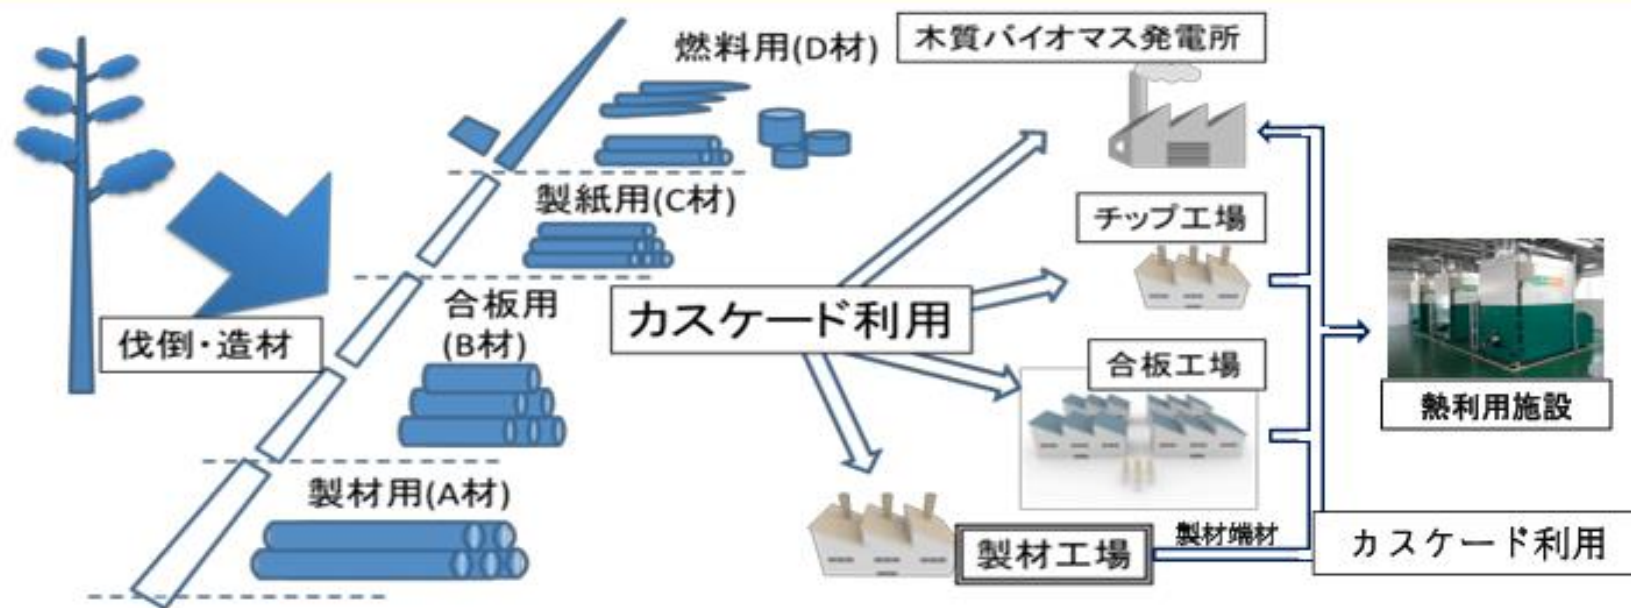 燃料用(D材)
木質バイオマス発電所
製紙用(C材)
チップ工場
合板用
(B材)
カスケード利用
伐倒・造材
合板工場
熱利用施設
製材用(A材)
製材工場
製材端材
カスケード利用